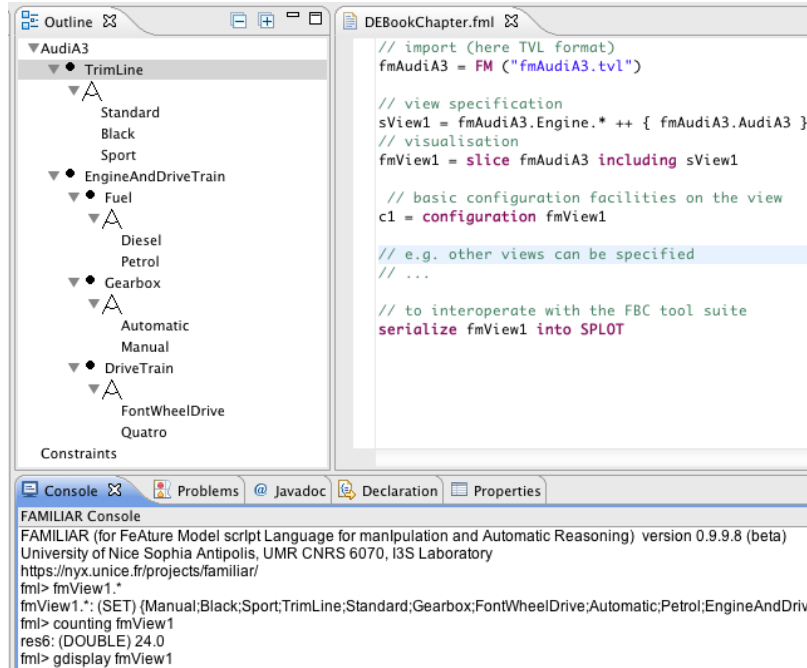 Outline
AudiA3
TrimLine
Standard
Black
Sport
EngineAndDriveTrain
Fuel
Diesel
Petrol
Gearbox
Automatic
Manual
DriveTrain
FontWheelDrive
Quatro
Constraints
DEBookChapter.fml
// import (here TVL format)
fmAudiA3 = FM ("fmAudiA3.tvl")
// view specification
sView1 = fmAudiA3.Engine.* ++ { fmAudiA3.AudiA3 }
// visualisation
fmView1 = slice fmAudiA3 including sView1
// basic configuration facilities on the view
c1 = configuration fmView1
// e.g. other views can be specified
// ...
// to interoperate with the FBC tool suite
serialize fmView1 into SPLOT
Console Problems @ Javadoc Declaration Properties
FAMILIAR Console
FAMILIAR (for FeAture Model scrIpt Language for manIpulation and Automatic Reasoning) version 0.9.9.8 (beta)
University of Nice Sophia Antipolis, UMR CNRS 6070, I3S Laboratory
https://nyx.unice.fr/projects/familiar/
fml> fmView1.*
fmView1.*: (SET) {Manual;Black;Sport;TrimLine;Standard;Gearbox;FontWheelDrive;Automatic;Petrol;EngineAndDriv
fml> counting fmView1
res6: (DOUBLE) 24.0
fml> gdisplay fmView1